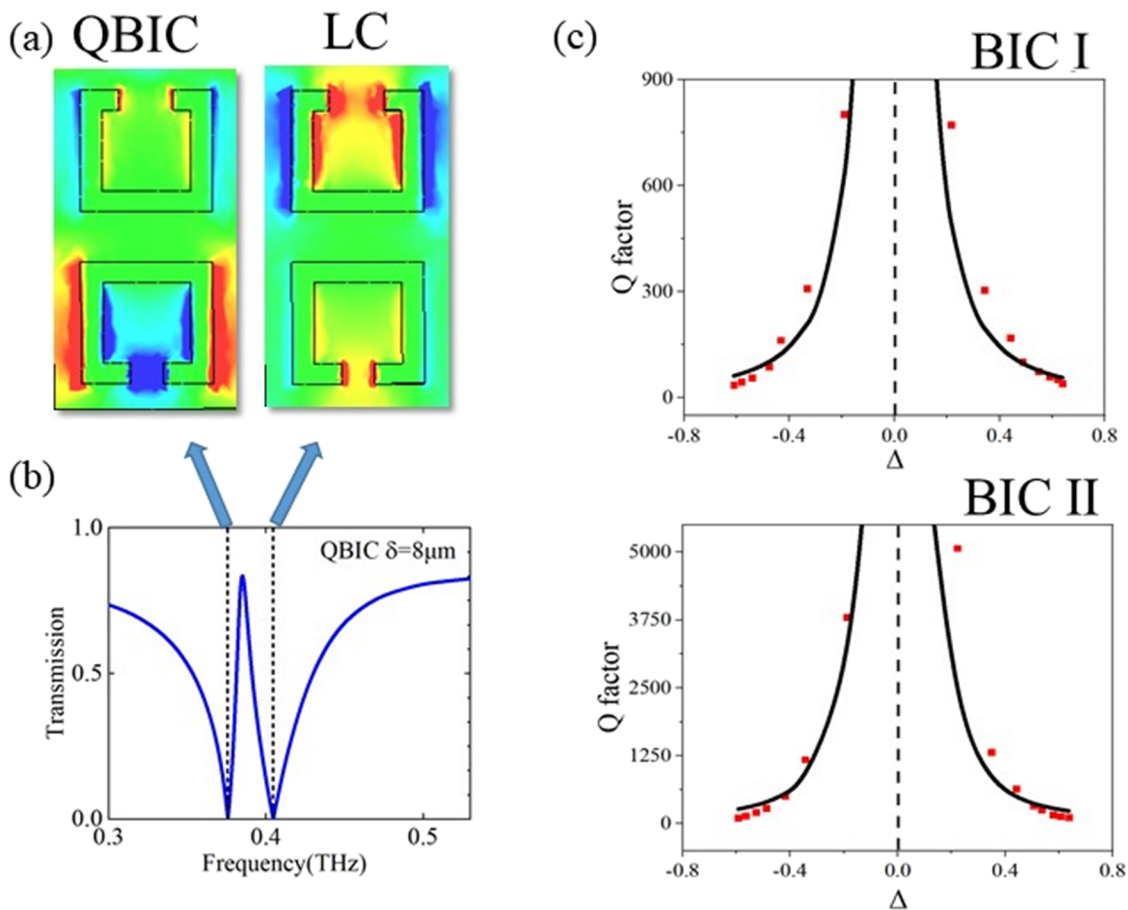 (a) QBIC LC
(b)
1.0
0.5
0.0
Transmission
QBIC δ=8μm
0.3 0.4 0.5
Frequency(THz)
(c) BIC I
900
600
300
0
Q factor
-0.8 -0.4 0.0 0.4 0.8
Δ
BIC II
5000
3750
2500
1250
0
Q factor
-0.8 -0.4 0.0 0.4 0.8
Δ